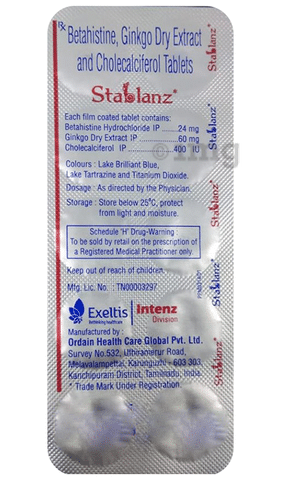 Rx Betahistine, Ginkgo Dry Extract
and Cholecalciferol Tablets
Stablanz*
Each film coated tablet contains:
Betahistine Hydrochloride IP ..... 24 mg
Ginkgo Dry Extract IP ..... 60 mg
Cholecalciferol IP ..... 400 IU
Colours : Lake Brilliant Blue,
Lake Tartrazine and Titanium Dioxide.
Dosage : As directed by the Physician.
Storage : Store below 25°C, protect
from light and moisture.
Schedule 'H' Drug-Warning :
To be sold by retail on the prescription of
a Registered Medical Practitioner only.
Keep out of reach of children.
Mfg. Lic. No. : TN00003297
Exeltis
Rethinking healthcare
Intenz
Division
Manufactured by :
Ordain Health Care Global Pvt. Ltd.
Survey No.532, Uthiramerur Road,
Melavalampettai, Karunguzhi - 603 303.
Kanchipuram District, Tamilnadu, India.
* Trade Mark Under Registration.
Stablanz*
Stablanz*
1mg